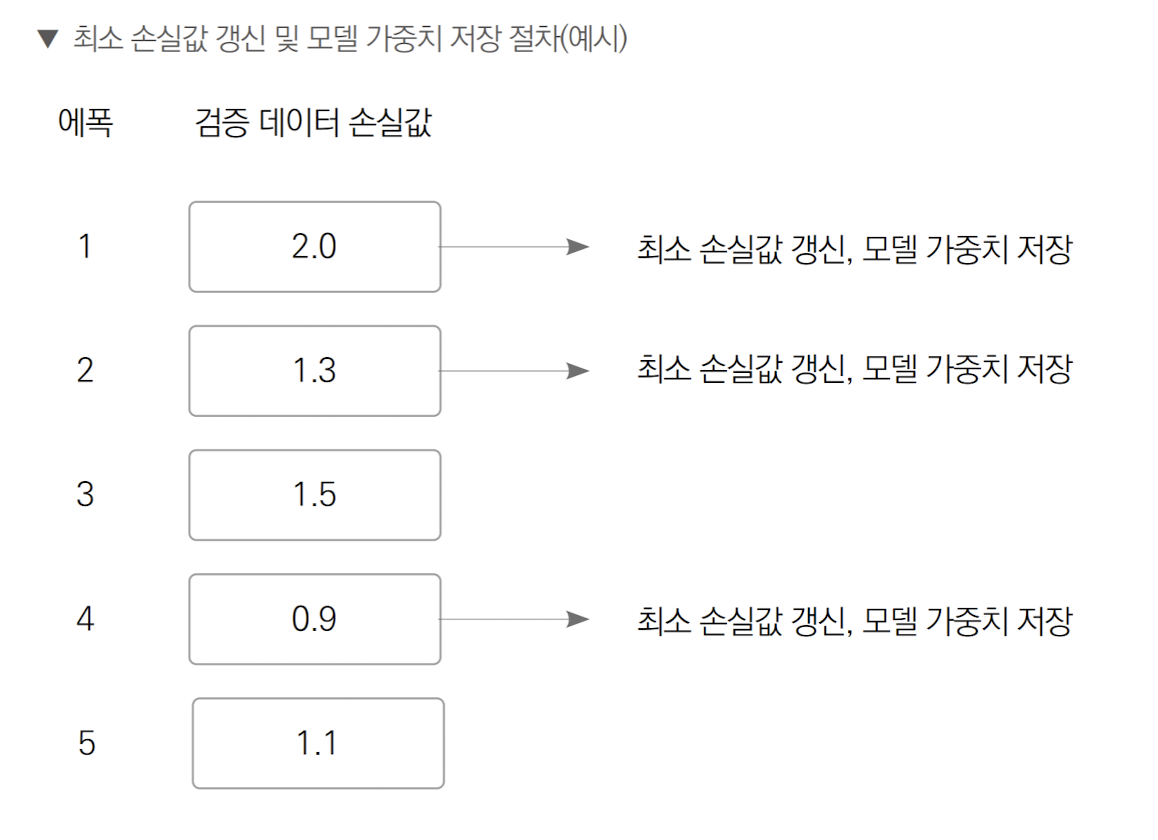 ▼ 최소 손실값 갱신 및 모델 가중치 저장 절차(예시)
에폭 검증 데이터 손실값
1 2.0 최소 손실값 갱신, 모델 가중치 저장
2 1.3 최소 손실값 갱신, 모델 가중치 저장
3 1.5
4 0.9 최소 손실값 갱신, 모델 가중치 저장
5 1.1